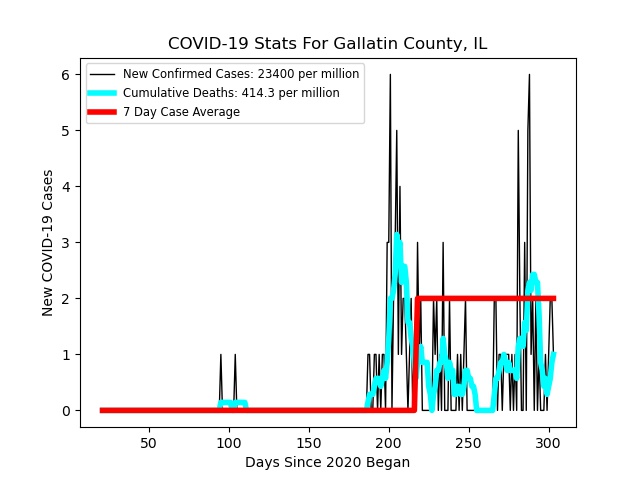 COVID-19 Stats For Gallatin County, IL
New Confirmed Cases: 23400 per million
Cumulative Deaths: 414.3 per million
7 Day Case Average
New COVID-19 Cases
6
5
4
3
2
1
0
50 100 150 200 250 300
Days Since 2020 Began